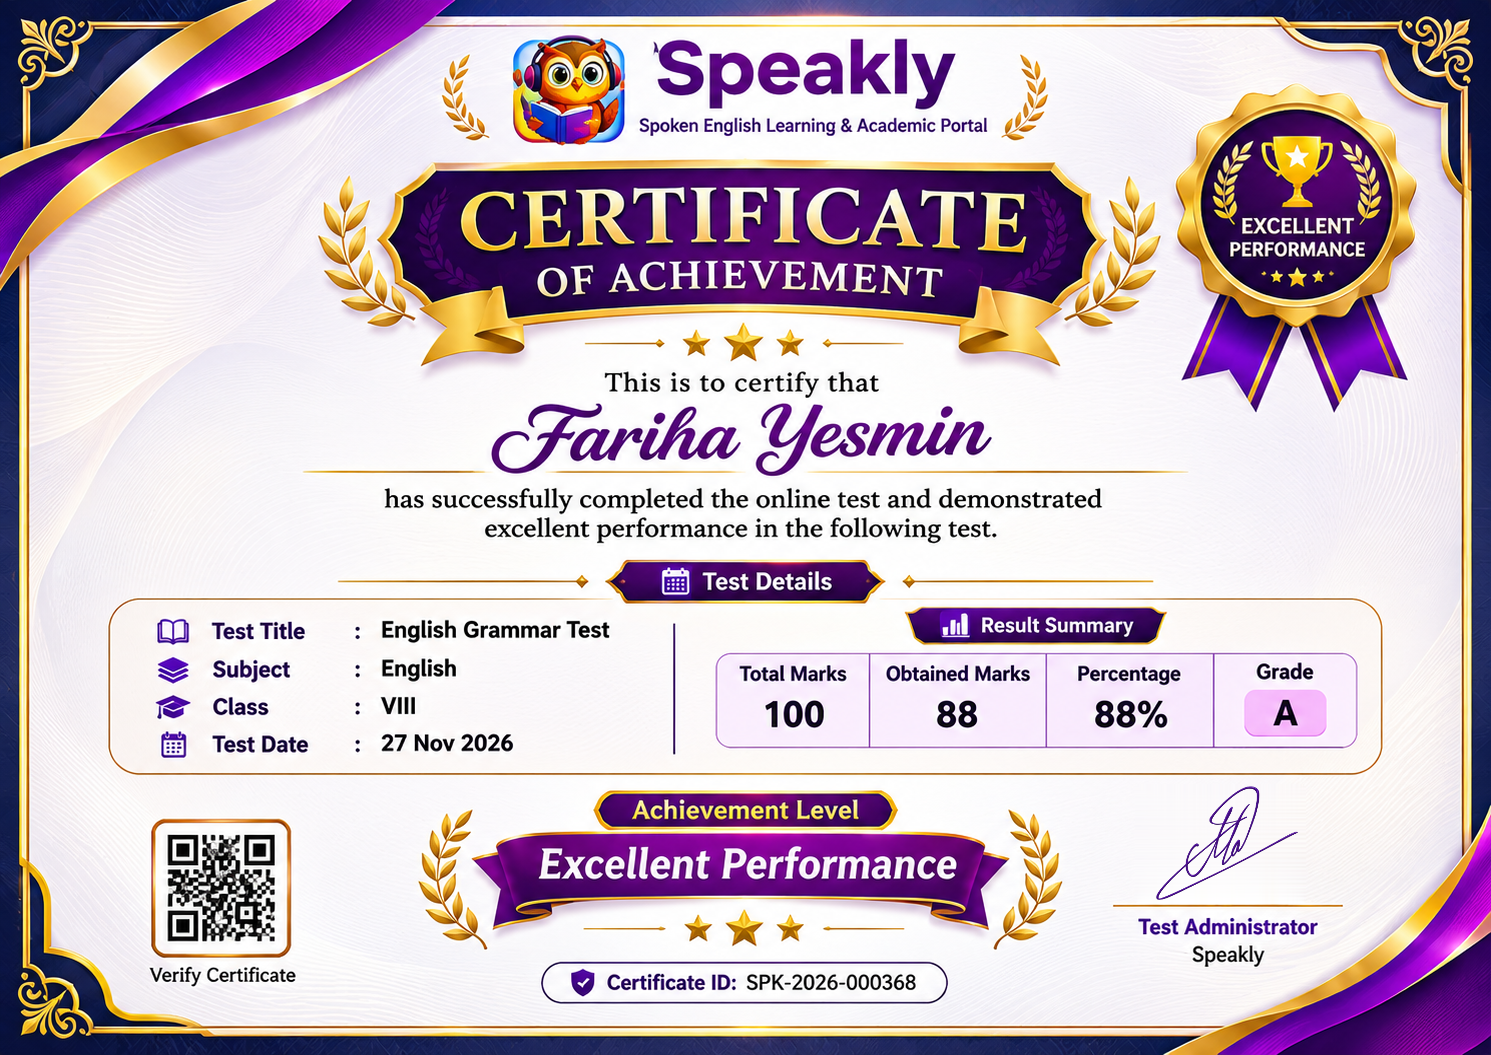 Speakly
Spoken English Learning & Academic Portal
CERTIFICATE
OF ACHIEVEMENT
EXCELLENT
PERFORMANCE
This is to certify that
Fariha Yesmin
has successfully completed the online test and demonstrated
excellent performance in the following test.
Test Details
Test Title : English Grammar Test
Subject : English
Class : VIII
Test Date : 27 Nov 2026
Result Summary
Total Marks Obtained Marks Percentage Grade
100 88 88% A
Achievement Level
Excellent Performance
Verify Certificate
Certificate ID: SPK-2026-000368
Test Administrator
Speakly